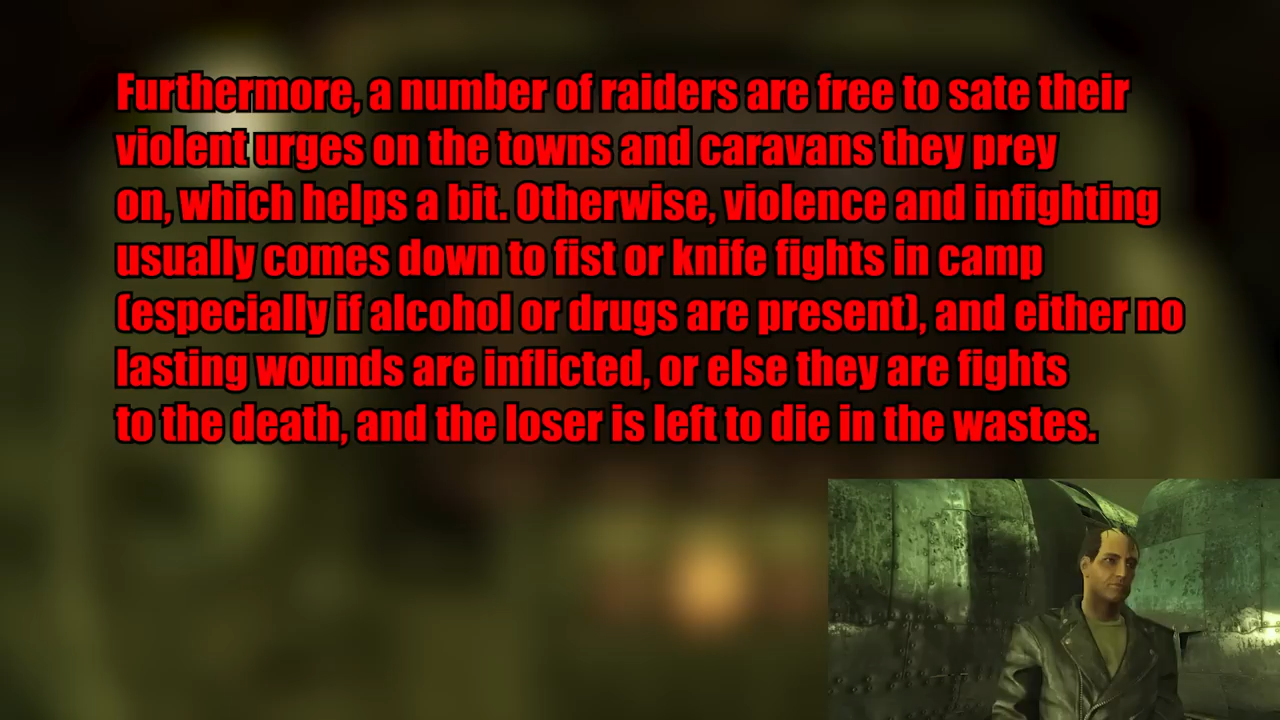 Furthermore, a number of raiders are free to sate their
violent urges on the towns and caravans they prey
on, which helps a bit. Otherwise, violence and infighting
usually comes down to fist or knife fights in camp
(especially if alcohol or drugs are present), and either no
lasting wounds are inflicted, or else they are fights
to the death, and the loser is left to die in the wastes.